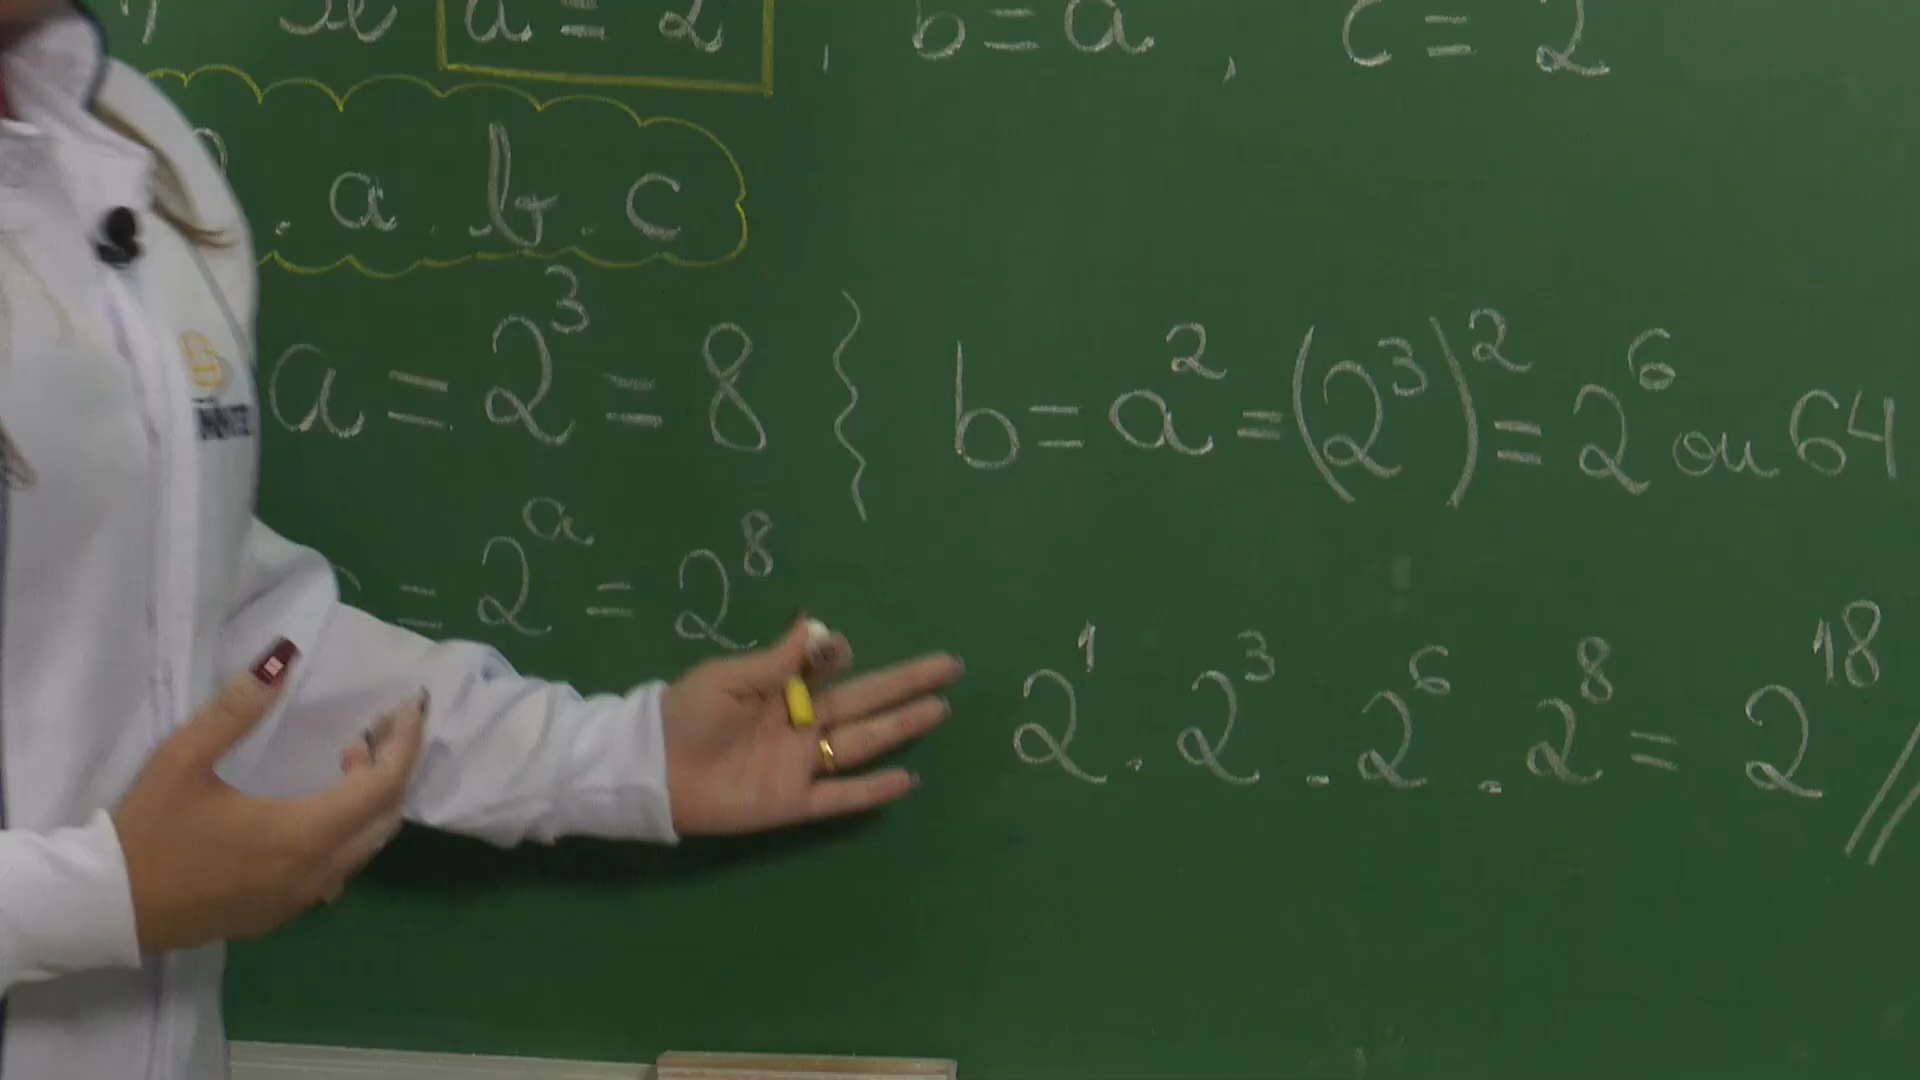 se a = 2 , b = a , c = 2
. a . b . c
a = 2³ = 8 b = a² = (2³)² = 2⁶ ou 64
= 2ᵃ = 2⁸
2¹ . 2³ . 2⁶ . 2⁸ = 2¹⁸ //